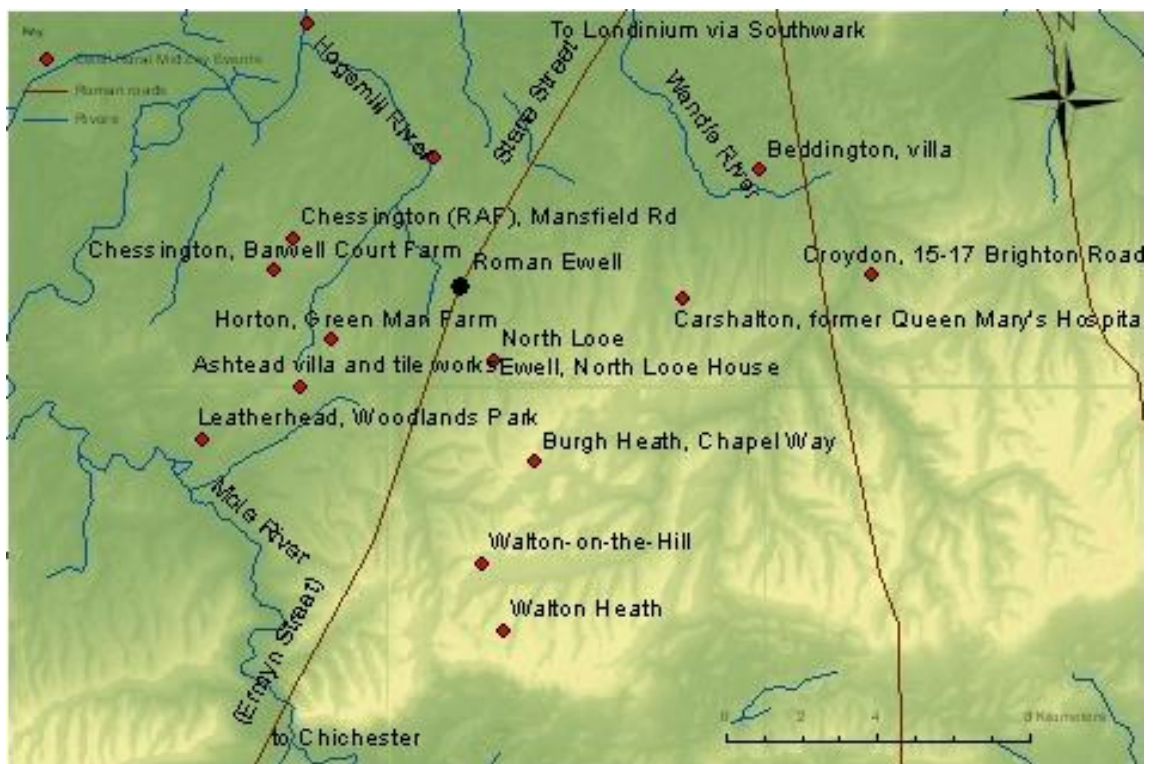 To Londinium via Southwark
N
Key
Roman roads
Rivers
Hogsmill River
Stane Street
Wandle River
Beddington, villa
Chessington (RAF), Mansfield Rd
Chessington, Barwell Court Farm
Croydon, 15-17 Brighton Road
Roman Ewell
Horton, Green Man Farm
Carshalton, former Queen Mary's Hospita
North Looe
Ashtead villa and tile works
Ewell, North Looe House
Leatherhead, Woodlands Park
Burgh Heath, Chapel Way
Mole River
Walton-on-the-Hill
Walton Heath
(Ermyn Street)
to Chichester
0 2 4 8 Kilometers